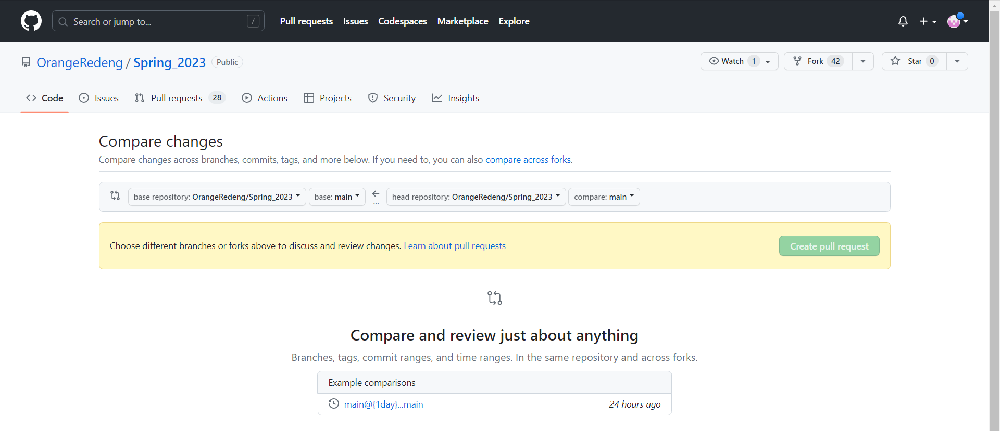 Search or jump to... / Pull requests Issues Codespaces Marketplace Explore
OrangeRedeng / Spring_2023 Public Watch 1 Fork 42 Star 0
Code Issues Pull requests 28 Actions Projects Security Insights
Compare changes
Compare changes across branches, commits, tags, and more below. If you need to, you can also compare across forks.
base repository: OrangeRedeng/Spring_2023 base: main ... head repository: OrangeRedeng/Spring_2023 compare: main
Choose different branches or forks above to discuss and review changes. Learn about pull requests Create pull request
Compare and review just about anything
Branches, tags, commit ranges, and time ranges. In the same repository and across forks.
Example comparisons
main@{1day}...main 24 hours ago